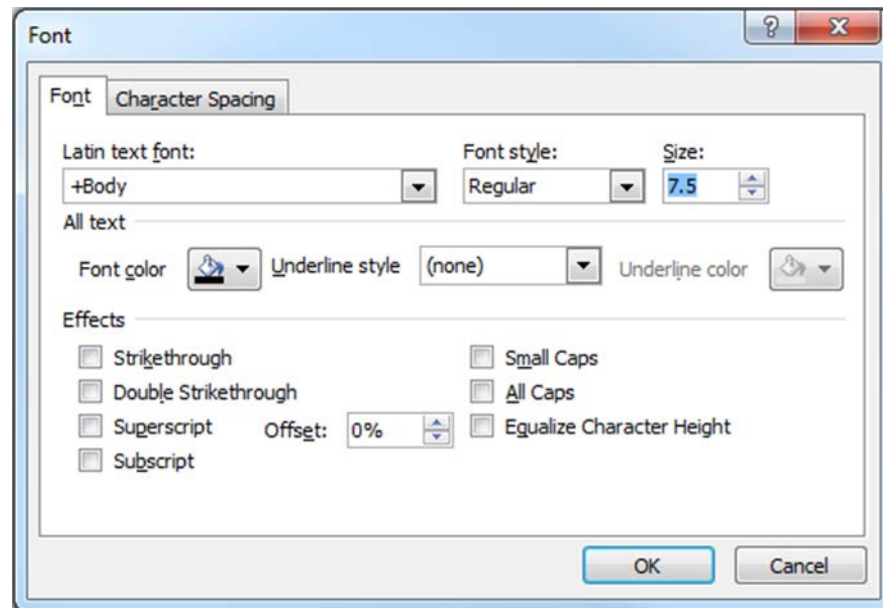 Font
Font Character Spacing
Latin text font: Font style: Size:
+Body Regular 7.5
All text
Font color Underline style (none) Underline color
Effects
Strikethrough Small Caps
Double Strikethrough All Caps
Superscript Offset: 0% Equalize Character Height
Subscript
OK Cancel